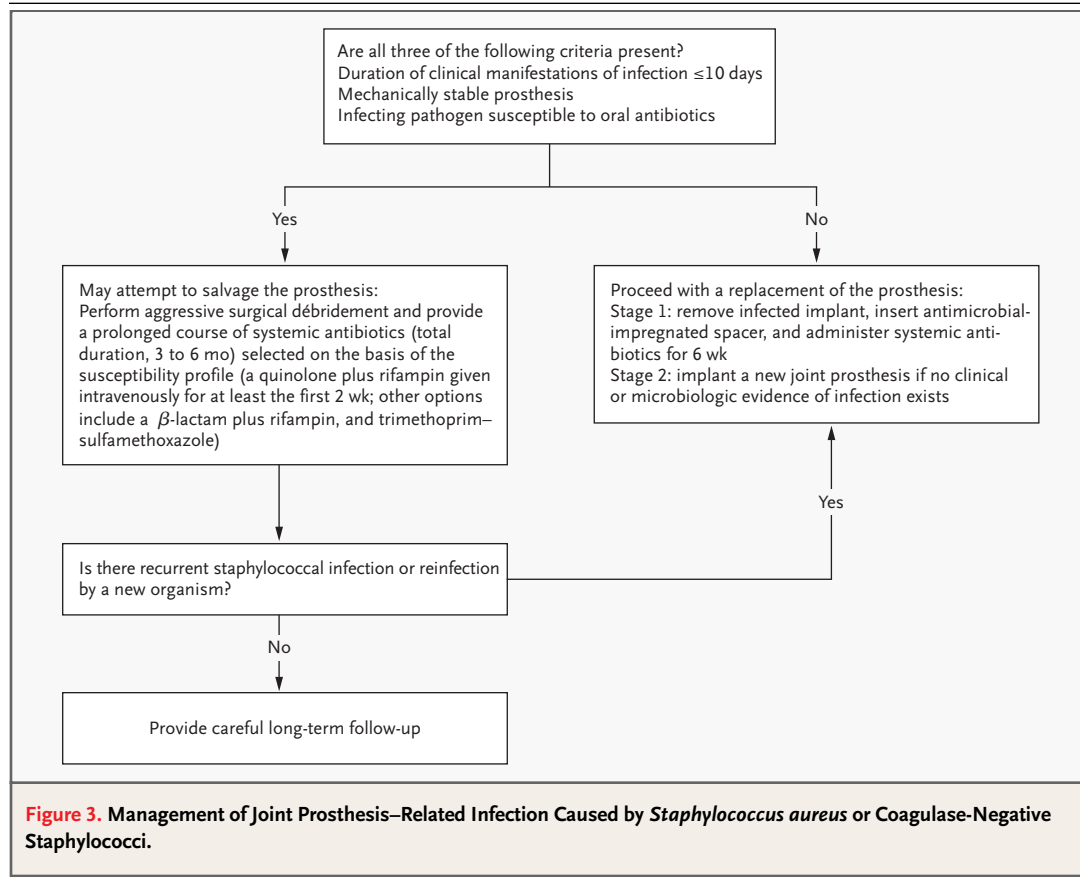 Are all three of the following criteria present?
Duration of clinical manifestations of infection ≤10 days
Mechanically stable prosthesis
Infecting pathogen susceptible to oral antibiotics
Yes
No
May attempt to salvage the prosthesis:
Perform aggressive surgical débridement and provide
a prolonged course of systemic antibiotics (total
duration, 3 to 6 mo) selected on the basis of the
susceptibility profile (a quinolone plus rifampin given
intravenously for at least the first 2 wk; other options
include a β-lactam plus rifampin, and trimethoprim–
sulfamethoxazole)
Proceed with a replacement of the prosthesis:
Stage 1: remove infected implant, insert antimicrobial-
impregnated spacer, and administer systemic anti-
biotics for 6 wk
Stage 2: implant a new joint prosthesis if no clinical
or microbiologic evidence of infection exists
Yes
Is there recurrent staphylococcal infection or reinfection
by a new organism?
No
Provide careful long-term follow-up
Figure 3. Management of Joint Prosthesis–Related Infection Caused by Staphylococcus aureus or Coagulase-Negative
Staphylococci.